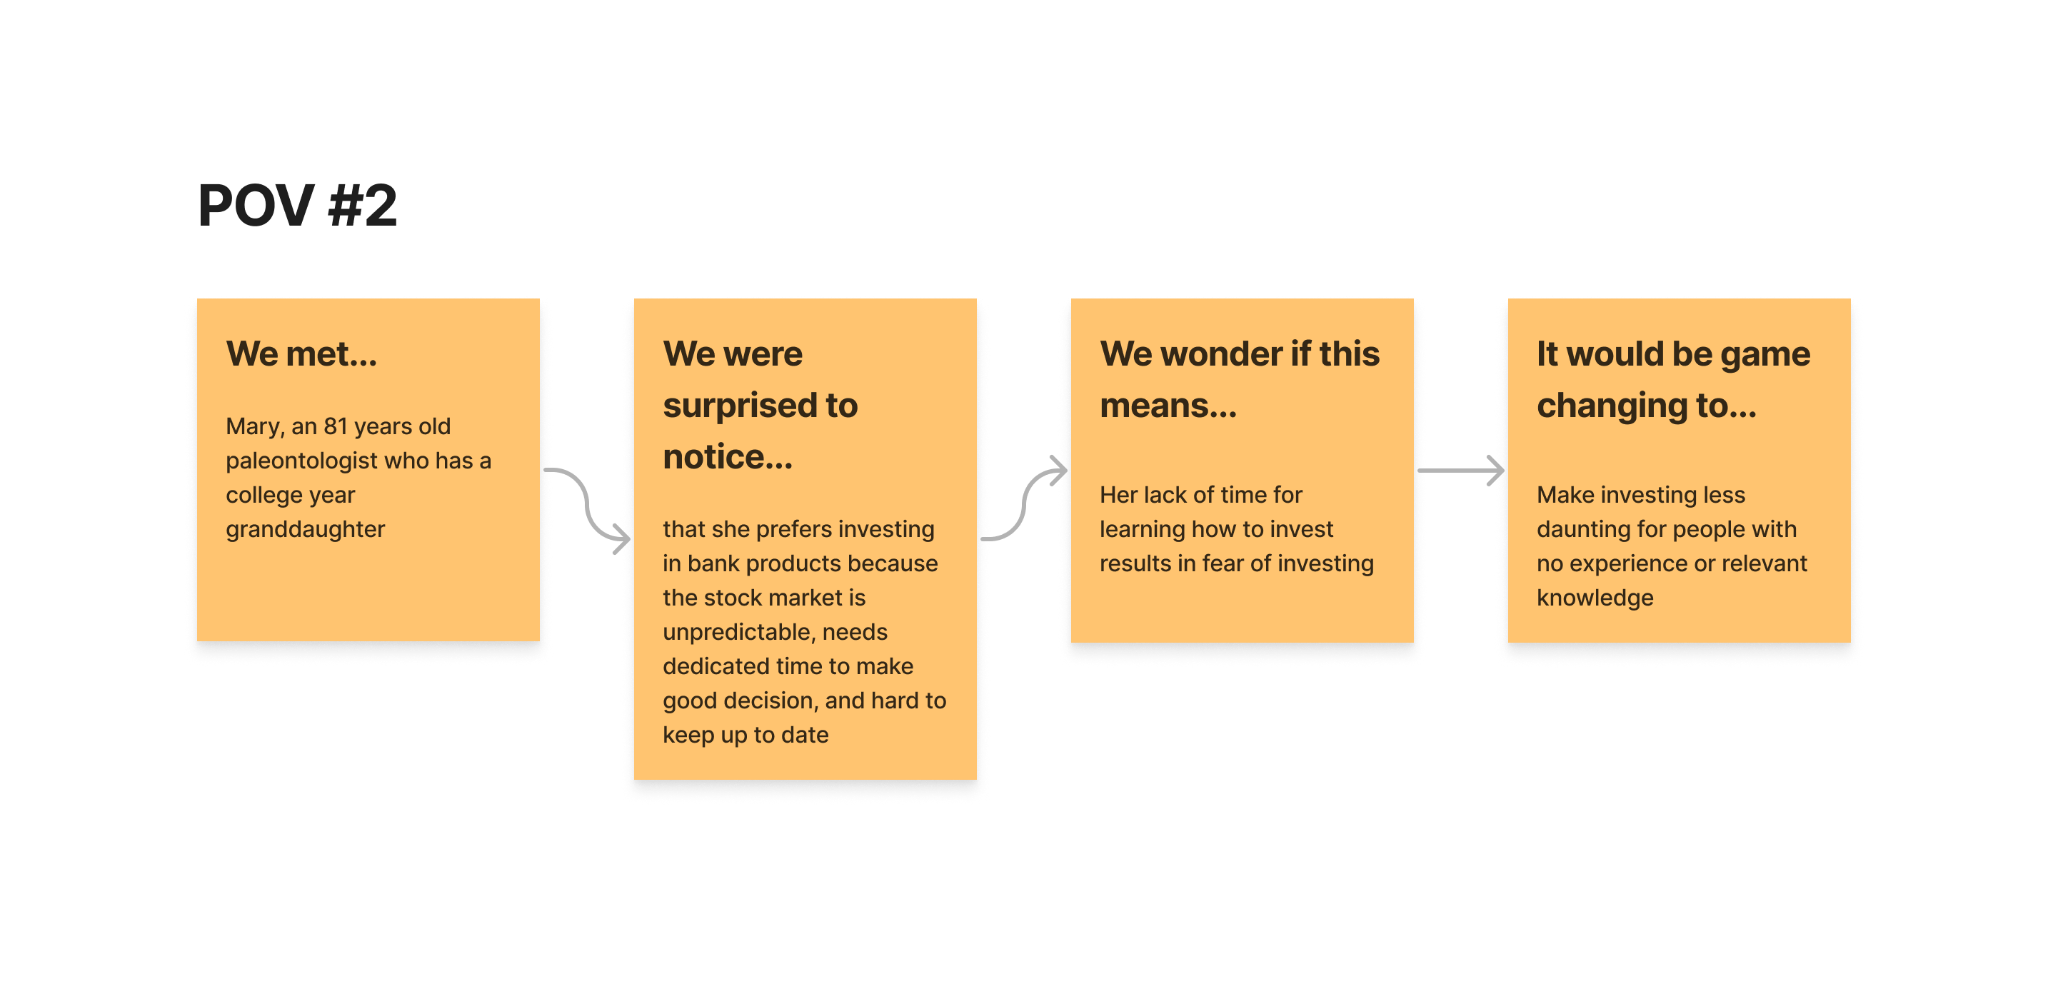 POV #2
We met...
Mary, an 81 years old
paleontologist who has a
college year
granddaughter
We were
surprised to
notice...
that she prefers investing
in bank products because
the stock market is
unpredictable, needs
dedicated time to make
good decision, and hard to
keep up to date
We wonder if this
means...
Her lack of time for
learning how to invest
results in fear of investing
It would be game
changing to...
Make investing less
daunting for people with
no experience or relevant
knowledge